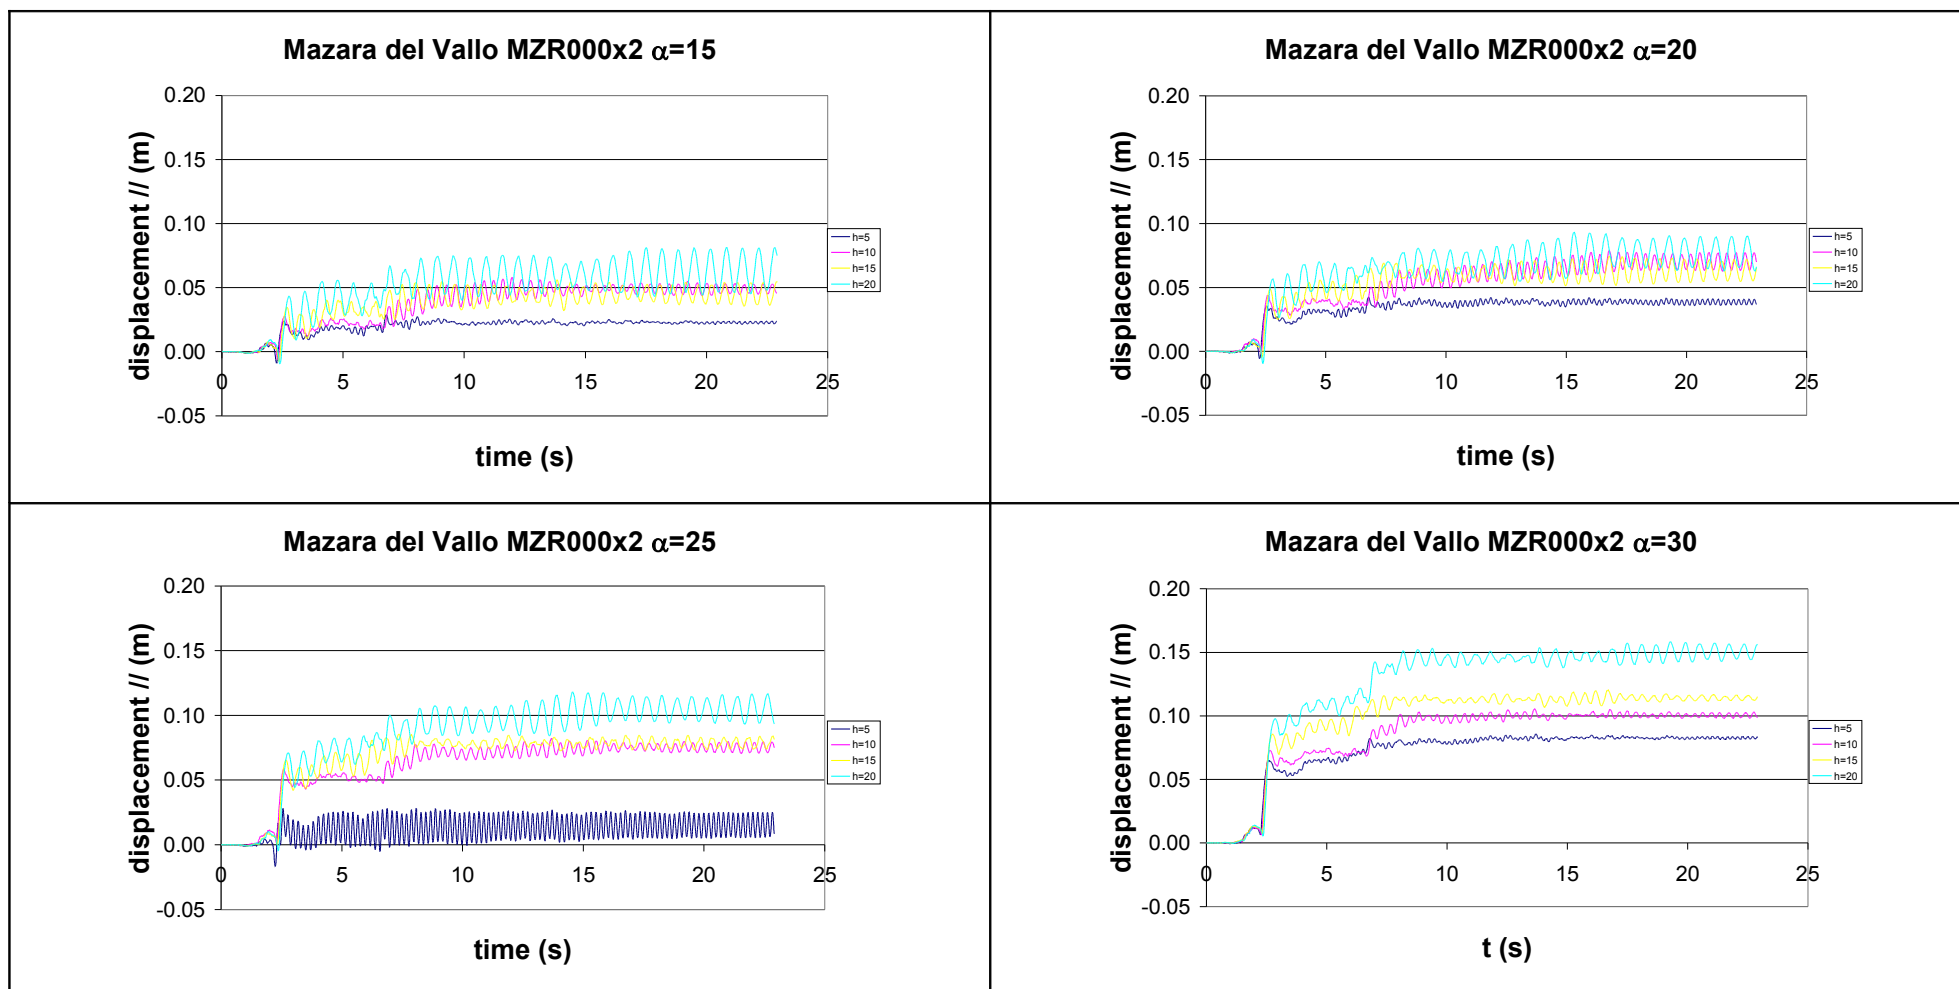 Mazara del Vallo MZR000x2 α=15
0.20
0.15
0.10
0.05
0.00
-0.05
0 5 10 15 20 25
displacement // (m)
time (s)
h=5
h=10
h=15
h=20
Mazara del Vallo MZR000x2 α=20
0.20
0.15
0.10
0.05
0.00
-0.05
0 5 10 15 20 25
displacement // (m)
time (s)
h=5
h=10
h=15
h=20
Mazara del Vallo MZR000x2 α=25
0.20
0.15
0.10
0.05
0.00
-0.05
0 5 10 15 20 25
displacement // (m)
time (s)
h=5
h=10
h=15
h=20
Mazara del Vallo MZR000x2 α=30
0.20
0.15
0.10
0.05
0.00
-0.05
0 5 10 15 20 25
displacement // (m)
t (s)
h=5
h=10
h=15
h=20